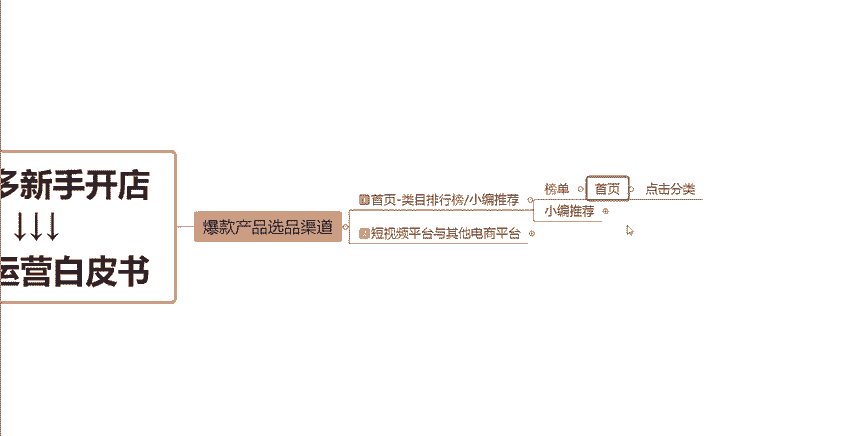 多新手开店
↓↓↓
运营白皮书
爆款产品选品渠道
首页-类目排行榜/小编推荐
榜单
首页
点击分类
小编推荐
短视频平台与其他电商平台